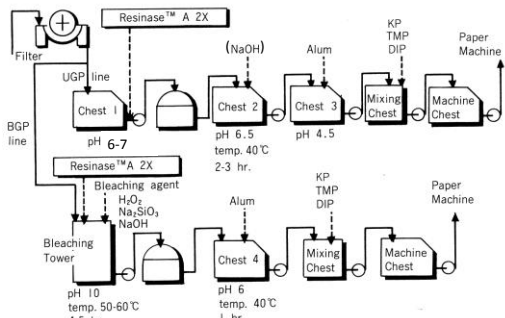 Resinase™ A 2X
Filter
UGP line
BGP
line
Chest 1
pH 6-7
(NaOH)
Chest 2
pH 6.5
temp. 40℃
2-3 hr.
Alum
Chest 3
pH 4.5
KP
TMP
DIP
Mixing
Chest
Machine
Chest
Paper
Machine
Resinase™A 2X
Bleaching agent
H₂O₂
Na₂SiO₃
NaOH
Bleaching
Tower
pH 10
temp. 50-60℃
Alum
Chest 4
pH 6
temp. 40℃
KP
TMP
DIP
Mixing
Chest
Machine
Chest
Paper
Machine